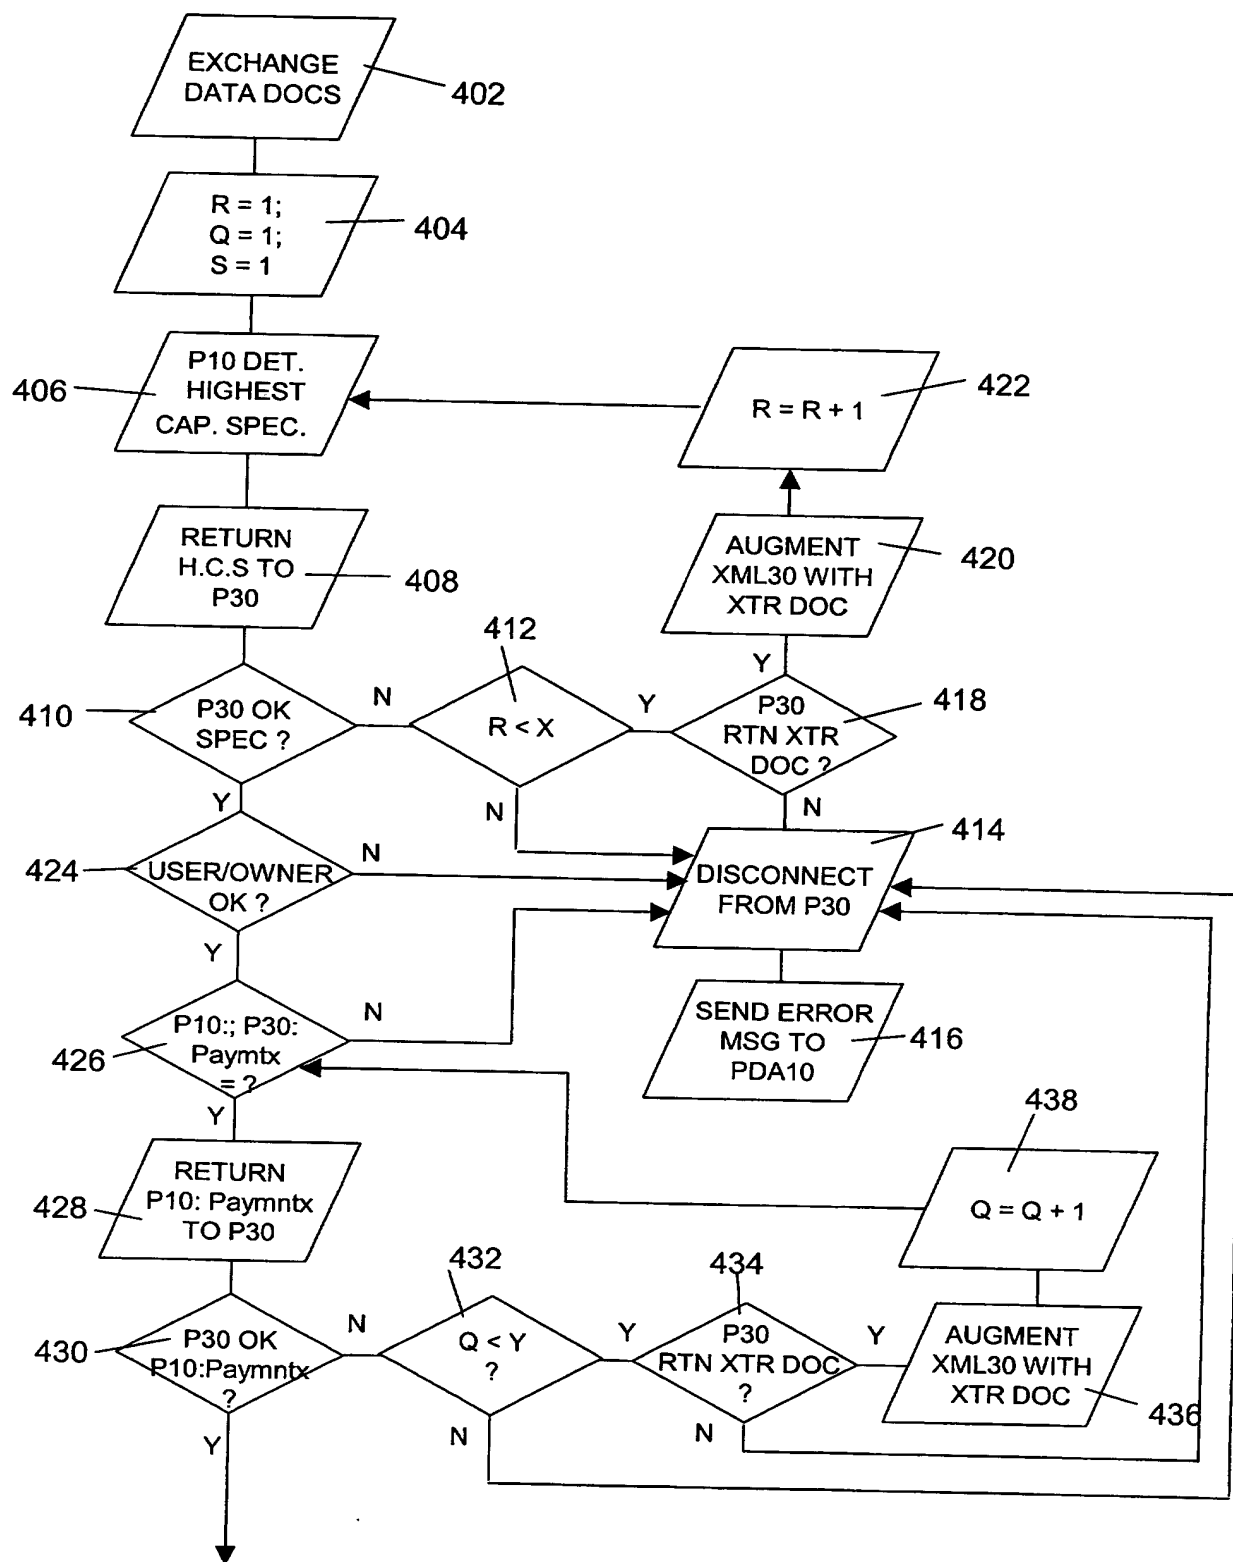 EXCHANGE
DATA DOCS
402
R = 1;
Q = 1;
S = 1
404
P10 DET.
HIGHEST
CAP. SPEC.
406
R = R + 1
422
RETURN
H.C.S TO
P30
408
AUGMENT
XML30 WITH
XTR DOC
420
412
Y
410
P30 OK
SPEC ?
N
R < X
Y
P30
RTN XTR
DOC ?
418
Y
N
N
414
424
USER/OWNER
OK ?
N
DISCONNECT
FROM P30
Y
426
P10:; P30:
Paymtx
= ?
N
SEND ERROR
MSG TO
PDA10
416
Y
438
428
RETURN
P10: Paymntx
TO P30
Q = Q + 1
432
434
430
P30 OK
P10:Paymntx
?
N
Q < Y
?
Y
P30
RTN XTR DOC
?
Y
AUGMENT
XML30 WITH
XTR DOC
436
Y
N
N